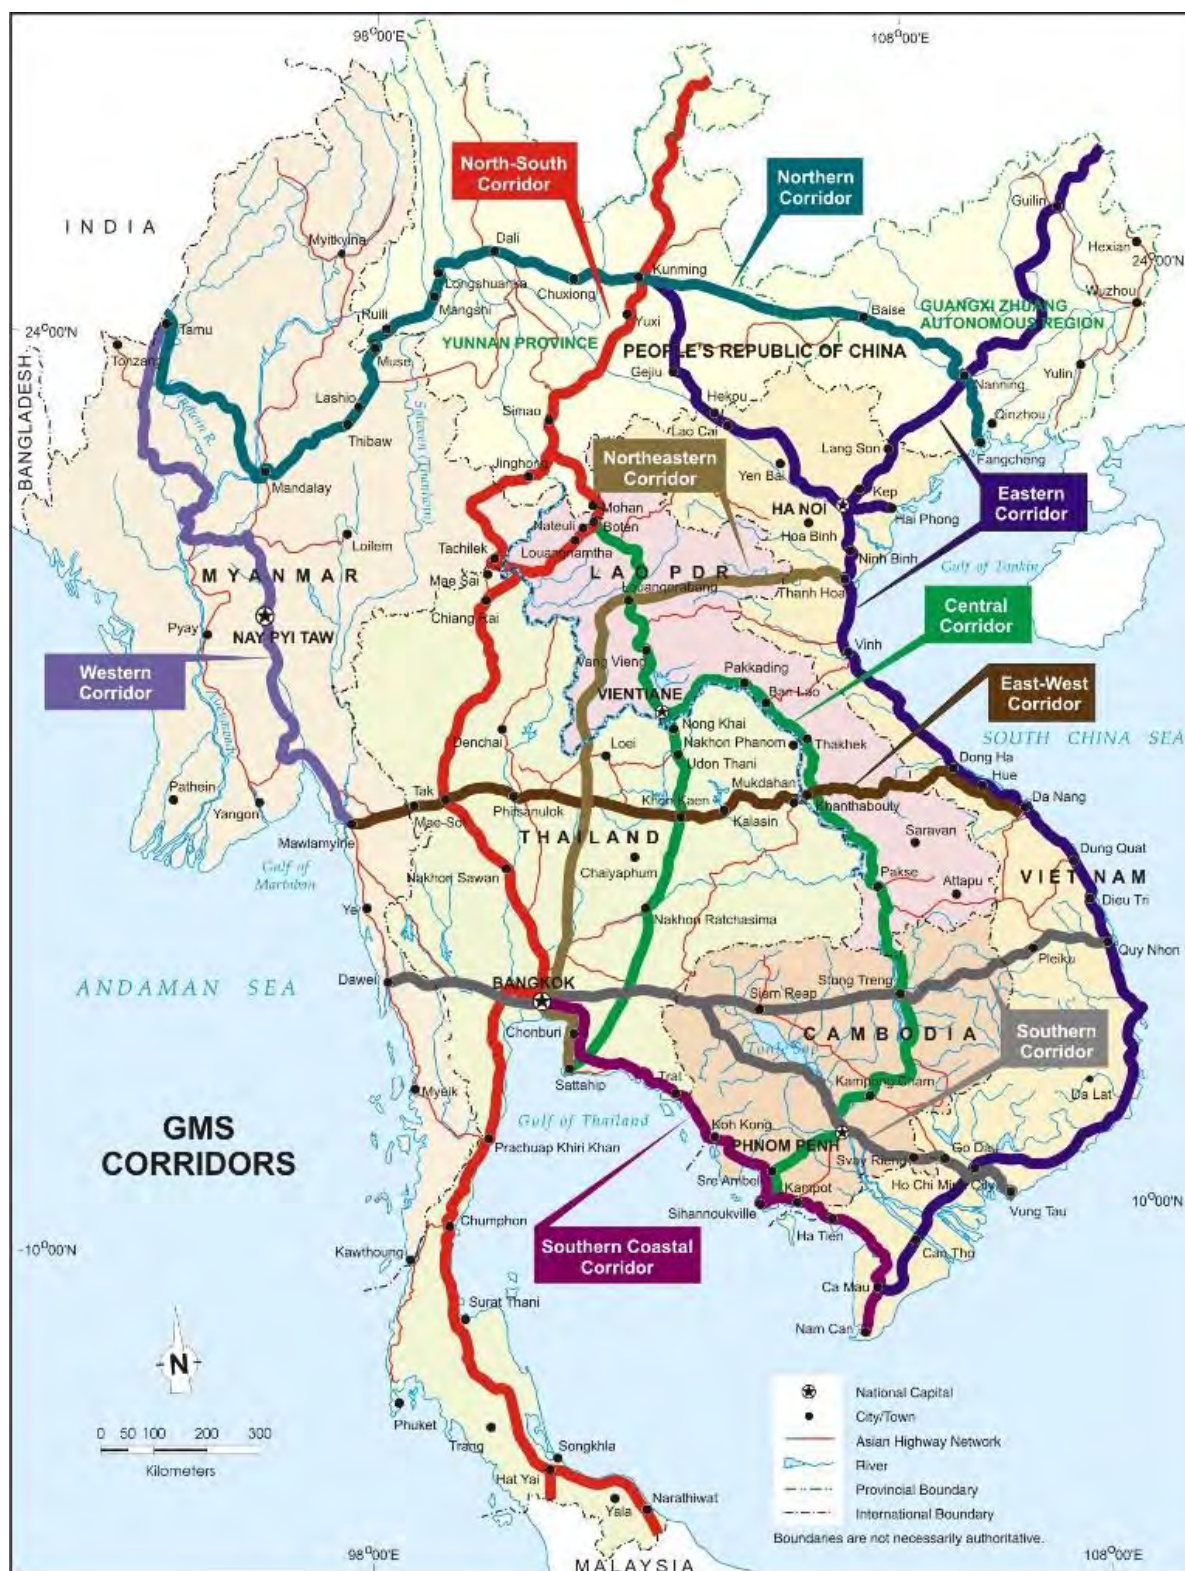 98°00'E
108°00'E
North-South
Corridor
Northern
Corridor
INDIA
Guilin
Hexian
24°00'N
Myitkyina
Dali
Kunming
Longshuanka
Chuxiong
Mangshi
Wuzhou
Ruili
Baise
GUANGXI ZHUANG
AUTONOMOUS REGION
24°00'N
Tamu
Yuxi
YUNNAN PROVINCE
PEOPLE'S REPUBLIC OF CHINA
Tonzang
Muse
Gejiu
Nanning
Yulin
BANGLADESH
Lashio
Simao
Hekou
Qinzhou
Lao Cai
Thibaw
Lang Son
Fangcheng
Northeastern
Corridor
Yen Bai
Jinghong
Mandalay
Kep
Eastern
Corridor
Mohan
HA NOI
Hai Phong
Nateuil
Boten
Hoa Binh
Loilem
Louangnamtha
Tachilek
Ninh Binh
MYANMAR
LAO PDR
Gulf of Tonkin
Mae Sai
Louangprabang
Thanh Hoa
Chiang Rai
Central
Corridor
Pyay
NAY PYI TAW
Vinh
Western
Corridor
Vang Vieng
Pakkading
East-West
Corridor
VIENTIANE
Ban Lao
Nong Khai
Denchai
Loei
Nakhon Phanom
Thakhek
SOUTH CHINA SEA
Udon Thani
Dong Ha
Hue
Pathein
Tak
Mukdahan
Yangon
Phitsanulok
Khon Kaen
Khanthabouly
Da Nang
Mae-Sot
Kalasin
Mawlamyine
THAILAND
Saravan
Gulf of
Martaban
Chaiyaphum
Dung Quat
Nakhon Sawan
Pakse
Attapu
VIET NAM
Ye
Nakhon Ratchasima
Dieu Tri
Quy Nhon
Pleiku
Dawei
BANGKOK
Stung Treng
ANDAMAN SEA
Siem Reap
Chonburi
CAMBODIA
Southern
Corridor
Tonle Sap
Sattahip
Trat
Kampong Cham
Myeik
Da Lat
Gulf of Thailand
Koh Kong
GMS
CORRIDORS
Prachuap Khiri Khan
PHNOM PENH
Go Dau
Svay Rieng
Sre Ambel
Kampot
Ho Chi Minh City
Sihannoukville
Vung Tau
10°00'N
Chumphon
Ha Tien
Southern Coastal
Corridor
10°00'N
Kawthoung
Can Tho
Ca Mau
Surat Thani
Nam Can
N
National Capital
City/Town
Phuket
Asian Highway Network
0 50 100 200 300
Trang
Songkhla
River
Kilometers
Hat Yai
Provincial Boundary
Yala
Narathiwat
International Boundary
Boundaries are not necessarily authoritative.
98°00'E
MALAYSIA
108°00'E